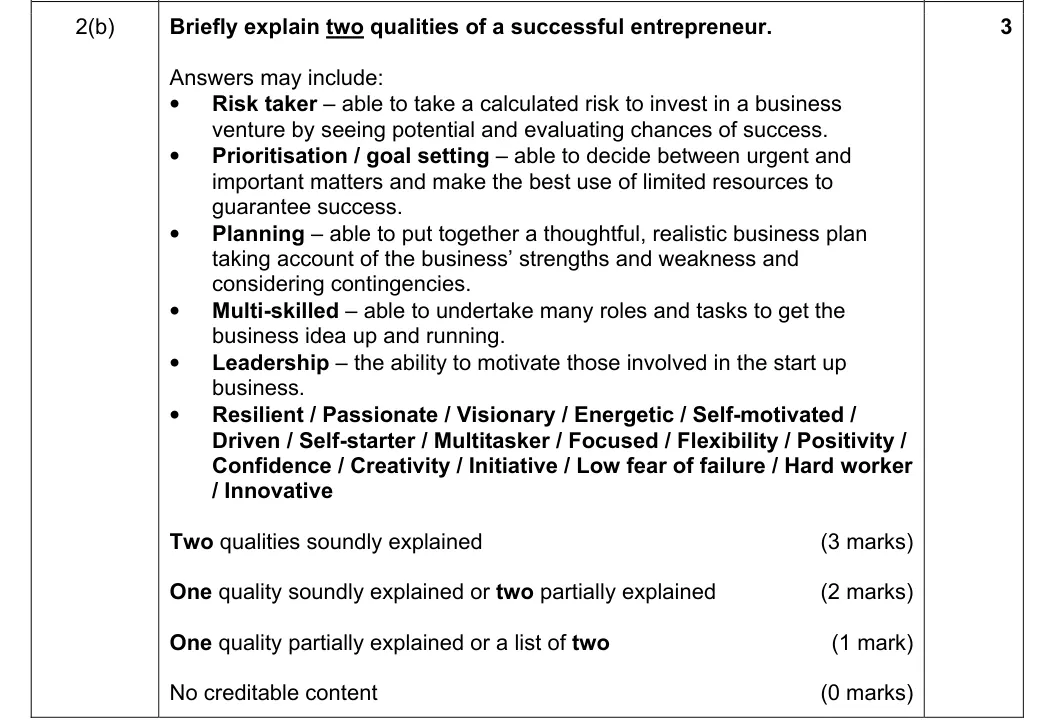 2(b)
Briefly explain two qualities of a successful entrepreneur.
3
Answers may include:
• Risk taker – able to take a calculated risk to invest in a business
venture by seeing potential and evaluating chances of success.
• Prioritisation / goal setting – able to decide between urgent and
important matters and make the best use of limited resources to
guarantee success.
• Planning – able to put together a thoughtful, realistic business plan
taking account of the business’ strengths and weakness and
considering contingencies.
• Multi-skilled – able to undertake many roles and tasks to get the
business idea up and running.
• Leadership – the ability to motivate those involved in the start up
business.
• Resilient / Passionate / Visionary / Energetic / Self-motivated /
Driven / Self-starter / Multitasker / Focused / Flexibility / Positivity /
Confidence / Creativity / Initiative / Low fear of failure / Hard worker
/ Innovative
Two qualities soundly explained (3 marks)
One quality soundly explained or two partially explained (2 marks)
One quality partially explained or a list of two (1 mark)
No creditable content (0 marks)